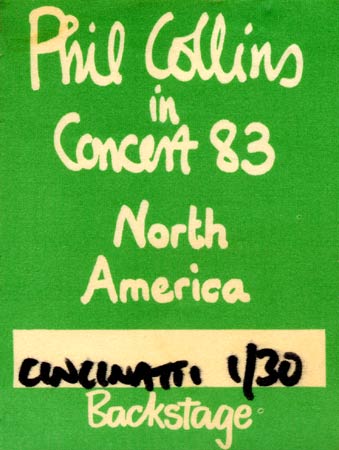 Phil Collins
in
Concert 83
North
America
CINCINATTI 1/30
Backstage